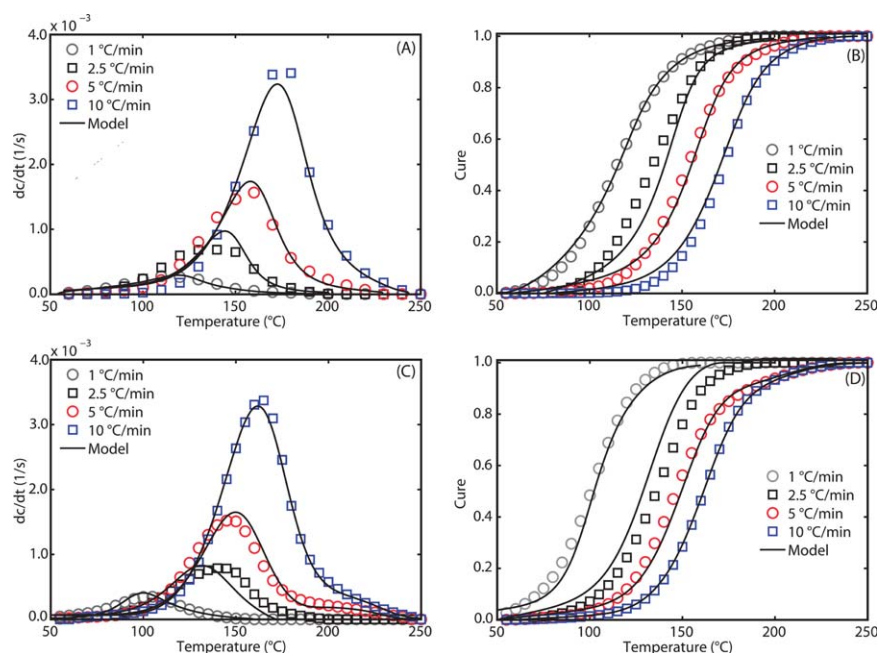 4.0 x 10⁻³
(A)
1 °C/min
2.5 °C/min
5 °C/min
10 °C/min
Model
3.0
2.0
1.0
0.0
dc/dt (1/s)
50 100 150 200 250
Temperature (°C)
(B)
1.0
0.8
0.6
0.4
0.2
0.0
Cure
1 °C/min
2.5 °C/min
5 °C/min
10 °C/min
Model
50 100 150 200 250
Temperature (°C)
4.0 x 10⁻³
(C)
1 °C/min
2.5 °C/min
5 °C/min
10 °C/min
Model
3.0
2.0
1.0
0.0
dc/dt (1/s)
50 100 150 200 250
Temperature (°C)
(D)
1.0
0.8
0.6
0.4
0.2
0.0
Cure
1 °C/min
2.5 °C/min
5 °C/min
10 °C/min
Model
50 100 150 200 250
Temperature (°C)